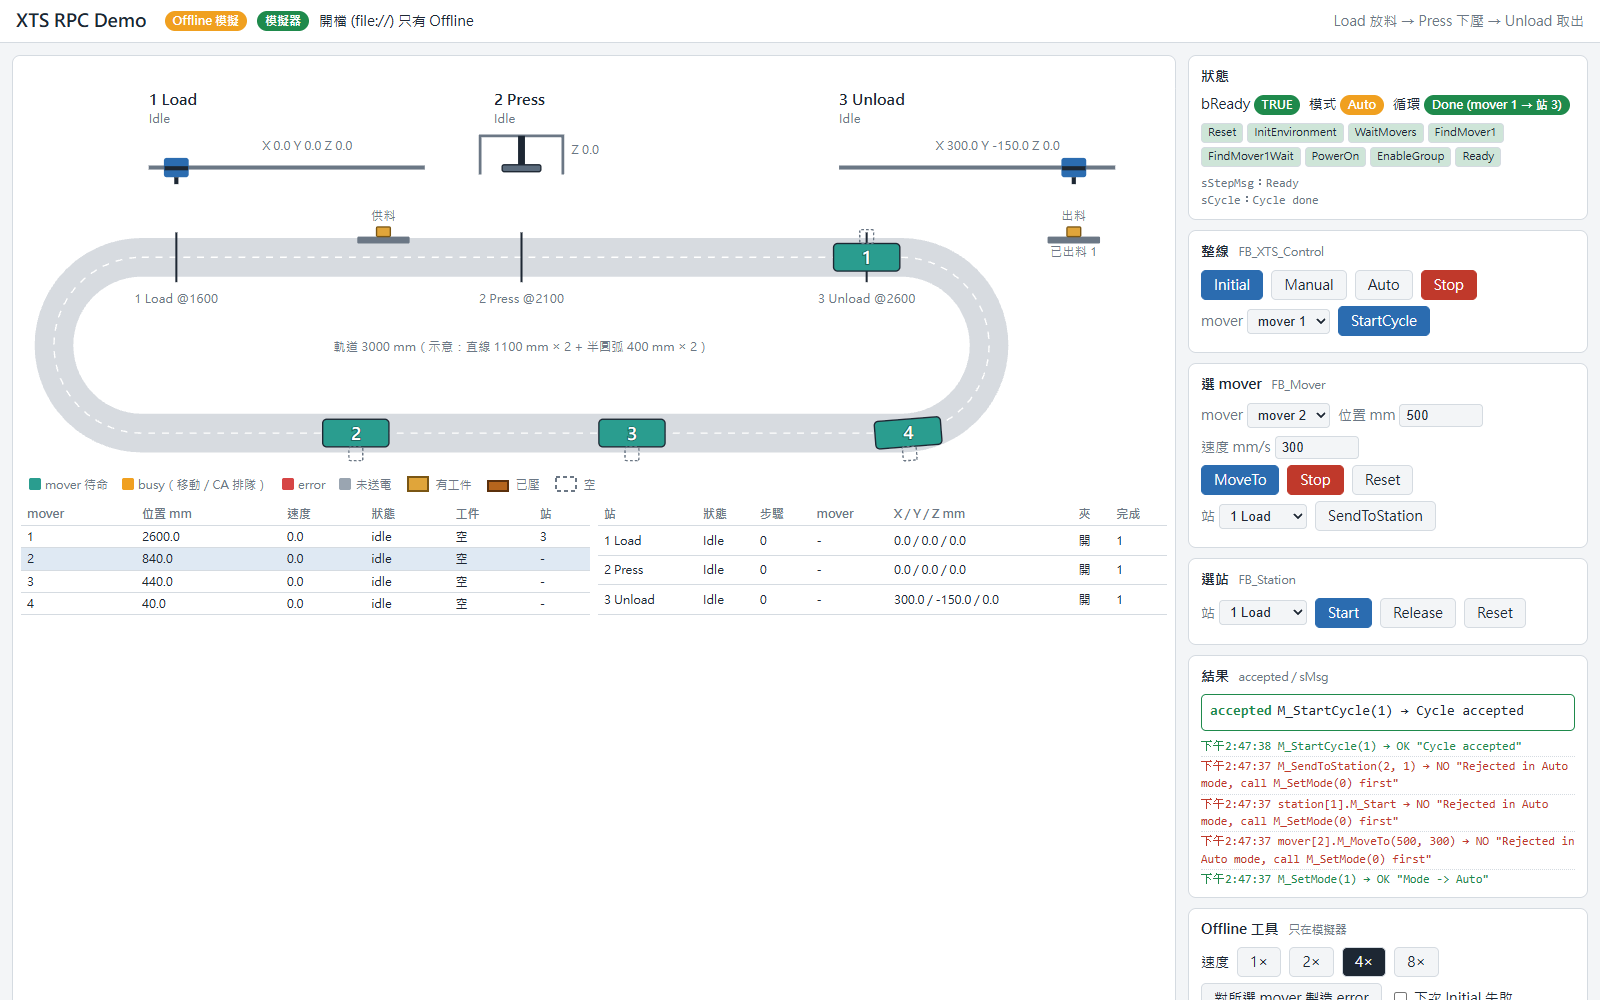 XTS RPC Demo Offline 模擬 模擬器 開檔 (file://) 只有 Offline
Load 放料 → Press 下壓 → Unload 取出
1 Load
Idle
X 0.0 Y 0.0 Z 0.0
2 Press
Idle
Z 0.0
3 Unload
Idle
X 300.0 Y -150.0 Z 0.0
供料
出料
已出料 1
1
1 Load @1600
2 Press @2100
3 Unload @2600
軌道 3000 mm ( 示意 : 直線 1100 mm × 2 + 半圓弧 400 mm × 2 )
2
3
4
mover 待命 busy ( 移動 / CA 排隊 ) error 未送電 有工件 已壓 空
mover 位置 mm 速度 狀態 工件 站
1 2600.0 0.0 idle 空 3
2 840.0 0.0 idle 空 -
3 440.0 0.0 idle 空 -
4 40.0 0.0 idle 空 -
站 狀態 步驟 mover X / Y / Z mm 夾 完成
1 Load Idle 0 - 0.0 / 0.0 / 0.0 開 1
2 Press Idle 0 - 0.0 / 0.0 / 0.0 開 1
3 Unload Idle 0 - 300.0 / -150.0 / 0.0 開 1
狀態
bReady TRUE 模式 Auto 循環 Done (mover 1 → 站 3)
Reset InitEnvironment WaitMovers FindMover1
FindMover1Wait PowerOn EnableGroup Ready
sStepMsg：Ready
sCycle：Cycle done
整線 FB_XTS_Control
Initial Manual Auto Stop
mover mover 1 StartCycle
選 mover FB_Mover
mover mover 2 位置 mm 500
速度 mm/s 300
MoveTo Stop Reset
站 1 Load SendToStation
選站 FB_Station
站 1 Load Start Release Reset
結果 accepted / sMsg
accepted M_StartCycle(1) → Cycle accepted
下午2:47:38 M_StartCycle(1) → OK "Cycle accepted"
下午2:47:37 M_SendToStation(2, 1) → NO "Rejected in Auto
mode, call M_SetMode(0) first"
下午2:47:37 station[1].M_Start → NO "Rejected in Auto
mode, call M_SetMode(0) first"
下午2:47:37 mover[2].M_MoveTo(500, 300) → NO "Rejected in
Auto mode, call M_SetMode(0) first"
下午2:47:37 M_SetMode(1) → OK "Mode -> Auto"
Offline 工具 只在模擬器
速度 1× 2× 4× 8×
對所選 mover 製造 error 下次 Initial 失敗